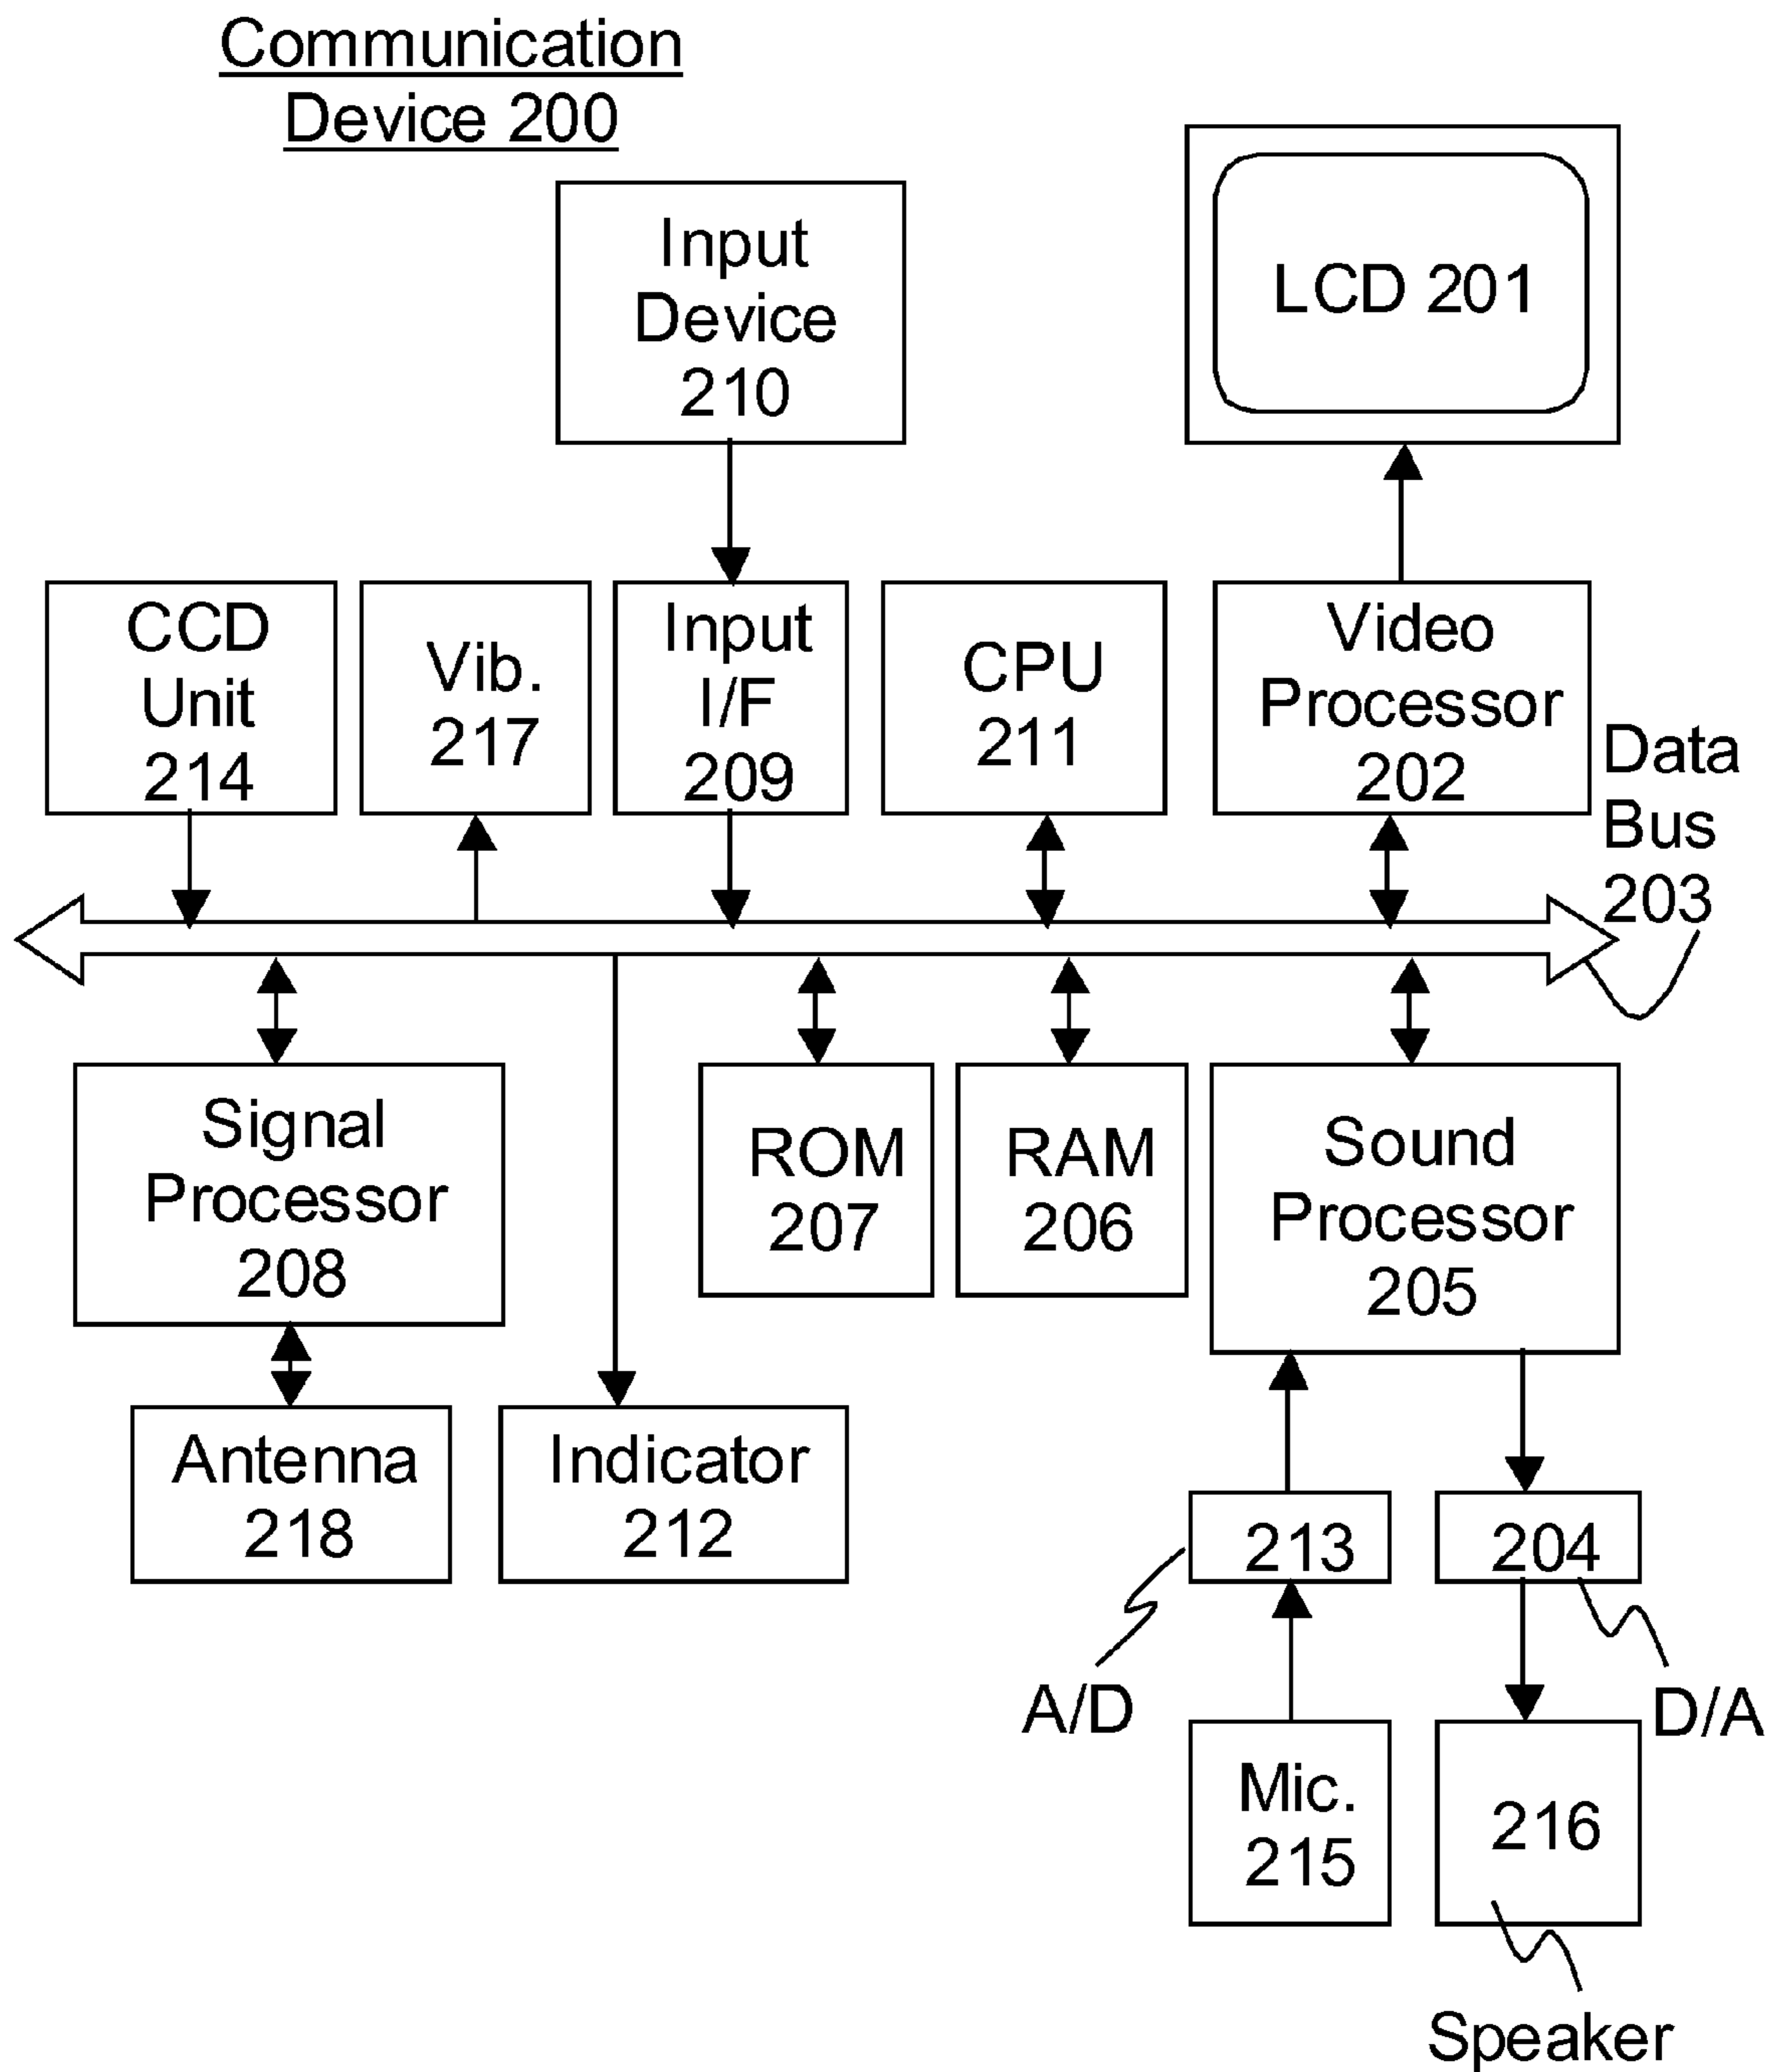 Communication
Device 200
Input
Device
210
LCD 201
CCD
Unit
214
Vib.
217
Input
I/F
209
CPU
211
Video
Processor
202
Data
Bus
203
Signal
Processor
208
ROM
207
RAM
206
Sound
Processor
205
Antenna
218
Indicator
212
213
204
A/D
D/A
Mic.
215
216
Speaker